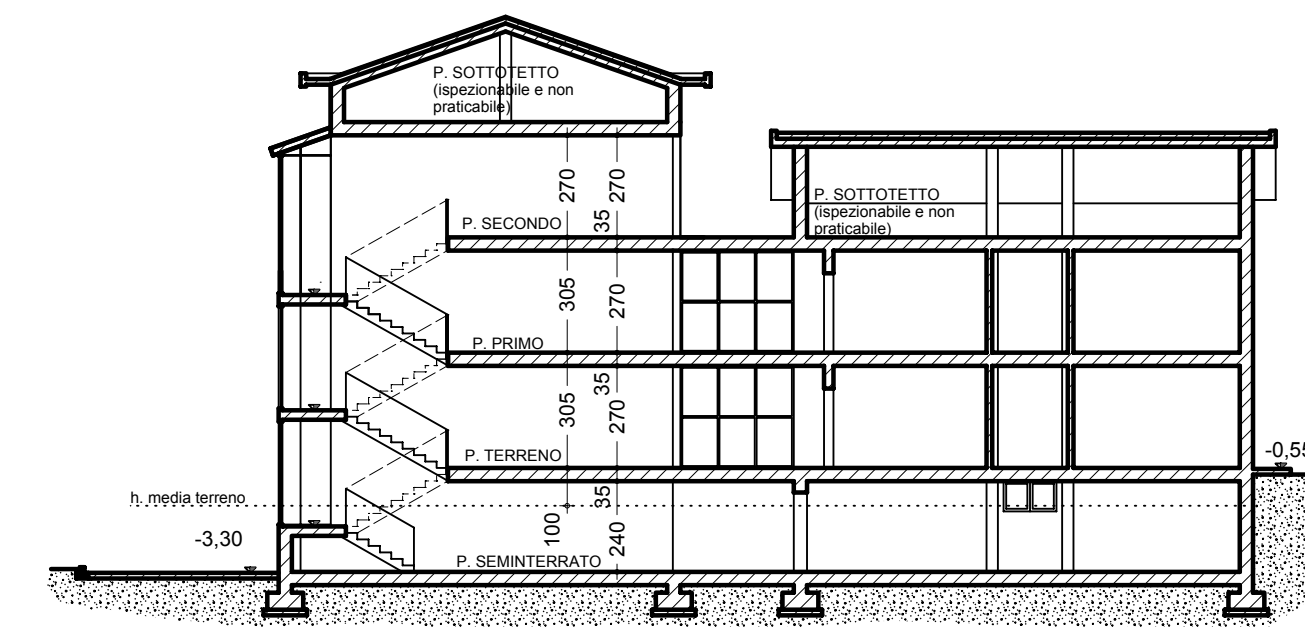 P. SOTTOTETTO
(ispezionabile e non
praticabile)
270
270
P. SOTTOTETTO
(ispezionabile e non
praticabile)
P. SECONDO
35
305
270
P. PRIMO
35
305
270
P. TERRENO
-0,55
h. media terreno
35
-3,30
100
240
P. SEMINTERRATO